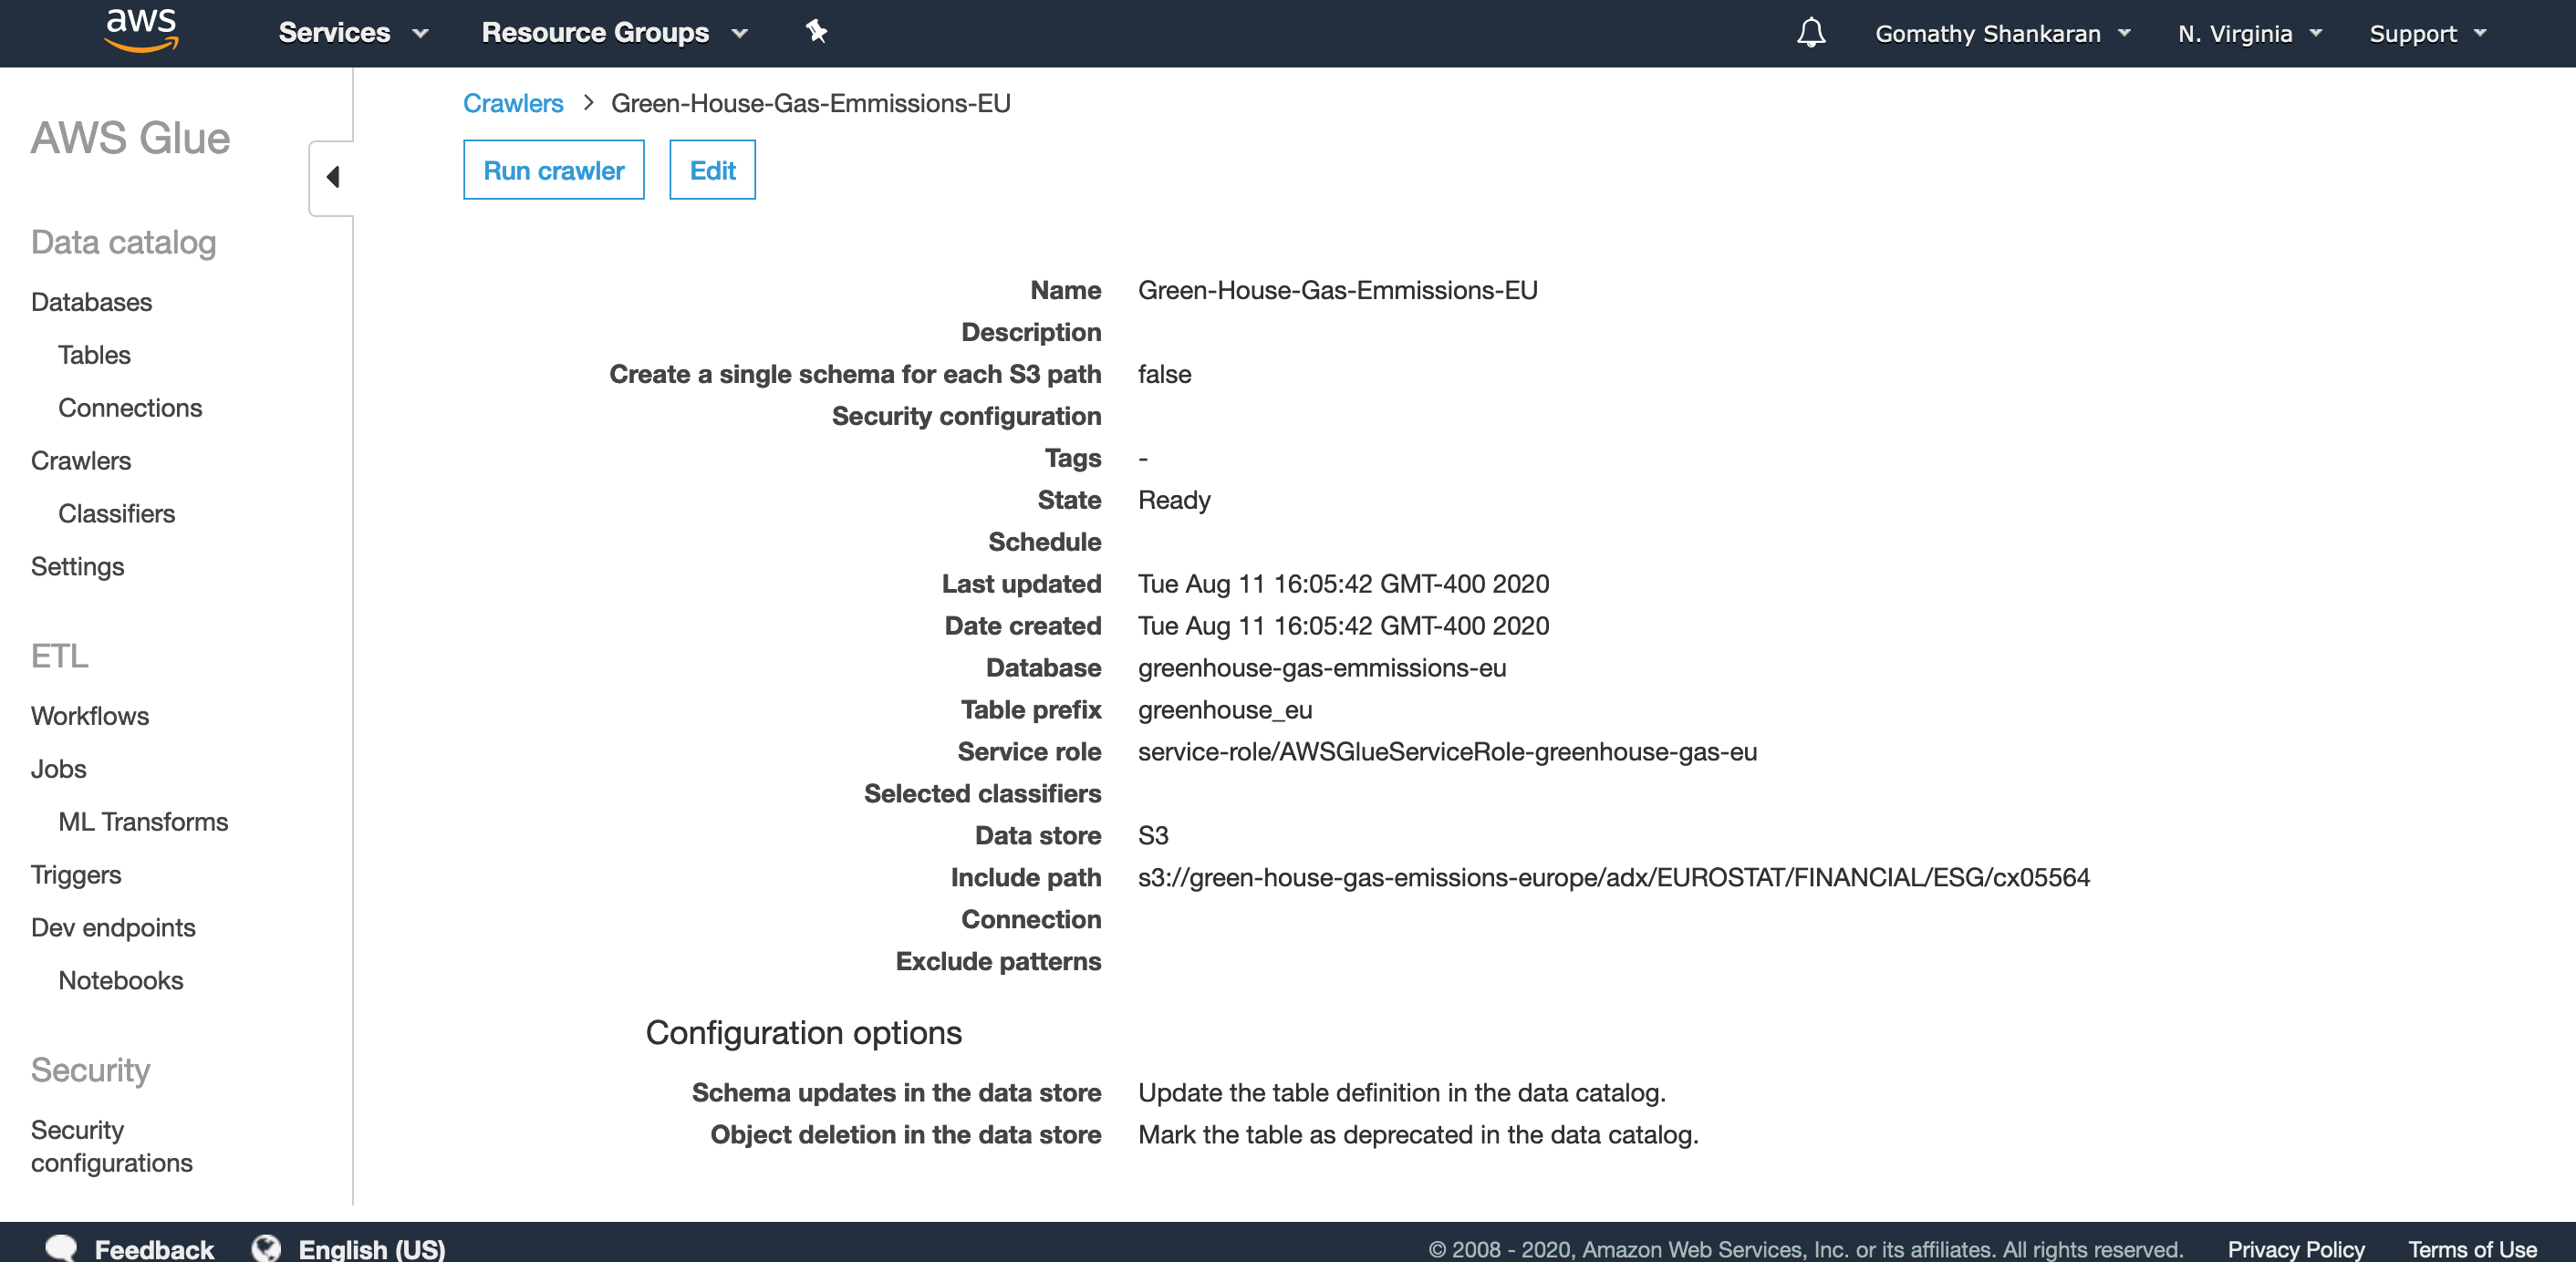 aws Services Resource Groups Gomathy Shankaran N. Virginia Support
AWS Glue
Data catalog
Databases
Tables
Connections
Crawlers
Classifiers
Settings
ETL
Workflows
Jobs
ML Transforms
Triggers
Dev endpoints
Notebooks
Security
Security
configurations
Crawlers > Green-House-Gas-Emmissions-EU
Run crawler Edit
Name Green-House-Gas-Emmissions-EU
Description
Create a single schema for each S3 path false
Security configuration
Tags -
State Ready
Schedule
Last updated Tue Aug 11 16:05:42 GMT-400 2020
Date created Tue Aug 11 16:05:42 GMT-400 2020
Database greenhouse-gas-emmissions-eu
Table prefix greenhouse_eu
Service role service-role/AWSGlueServiceRole-greenhouse-gas-eu
Selected classifiers
Data store S3
Include path s3://green-house-gas-emissions-europe/adx/EUROSTAT/FINANCIAL/ESG/cx05564
Connection
Exclude patterns
Configuration options
Schema updates in the data store Update the table definition in the data catalog.
Object deletion in the data store Mark the table as deprecated in the data catalog.
Feedback English (US) © 2008 - 2020, Amazon Web Services, Inc. or its affiliates. All rights reserved. Privacy Policy Terms of Use